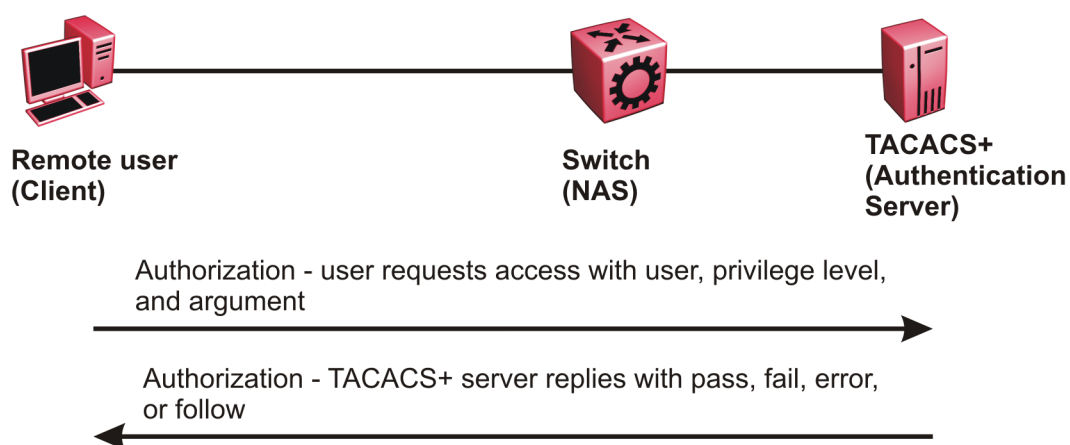 Remote user
(Client)
Switch
(NAS)
TACACS+
(Authentication
Server)
Authorization - user requests access with user, privilege level,
and argument
Authorization - TACACS+ server replies with pass, fail, error,
or follow